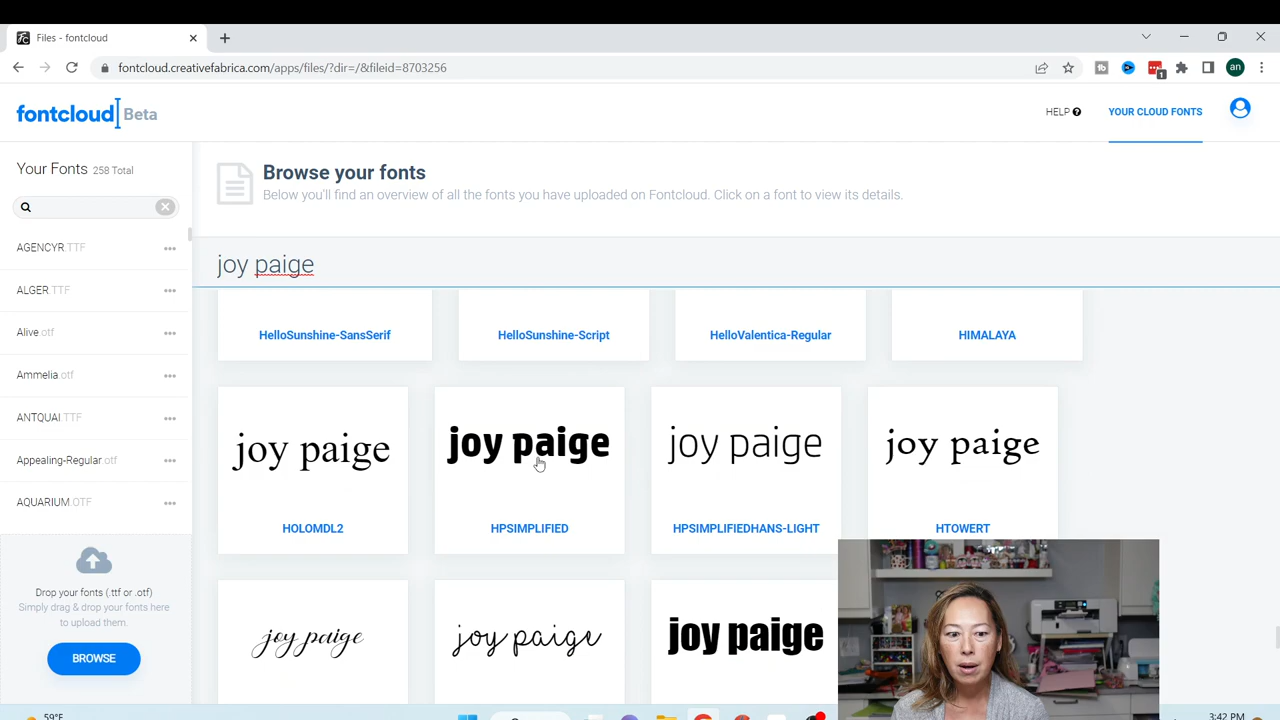 Files - fontcloud
fontcloud.creativefabrica.com/apps/files/?dir=/&fileid=8703256
1
an
fontcloud Beta
HELP ?
YOUR CLOUD FONTS
Your Fonts 258 Total
Browse your fonts
Below you'll find an overview of all the fonts you have uploaded on Fontcloud. Click on a font to view its details.
joy paige
AGENCYR.TTF
ALGER.TTF
Alive.otf
Ammelia.otf
ANTQUAI.TTF
Appealing-Regular.otf
AQUARIUM.OTF
Drop your fonts (.ttf or .otf)
Simply drag & drop your fonts here
to upload them.
BROWSE
HelloSunshine-SansSerif
HelloSunshine-Script
HelloValentica-Regular
HIMALAYA
joy paige
joy paige
joy paige
joy paige
HOLOMDL2
HPSIMPLIFIED
HPSIMPLIFIEDHANS-LIGHT
HTOWERT
joy paige
joy paige
joy paige
59°F
3:42 PM